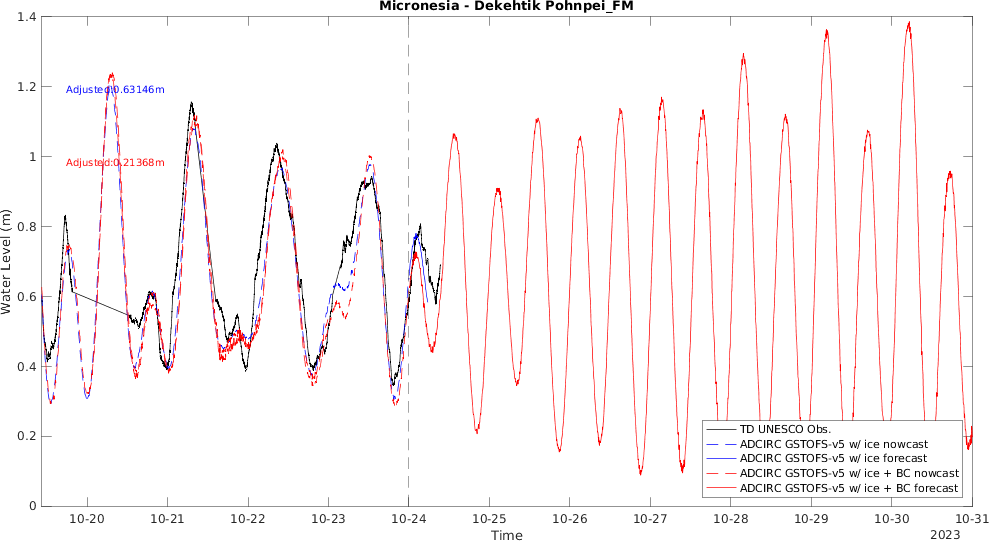 Micronesia - Dekehtik Pohnpei_FM
Water Level (m)
1.4
1.2
1
0.8
0.6
0.4
0.2
0
Adjusted:0.63146m
Adjusted:0.21368m
TD UNESCO Obs.
ADCIRC GSTOFS-v5 w/ ice nowcast
ADCIRC GSTOFS-v5 w/ ice forecast
ADCIRC GSTOFS-v5 w/ ice + BC nowcast
ADCIRC GSTOFS-v5 w/ ice + BC forecast
10-20 10-21 10-22 10-23 10-24 10-25 10-26 10-27 10-28 10-29 10-30 10-31
Time
2023